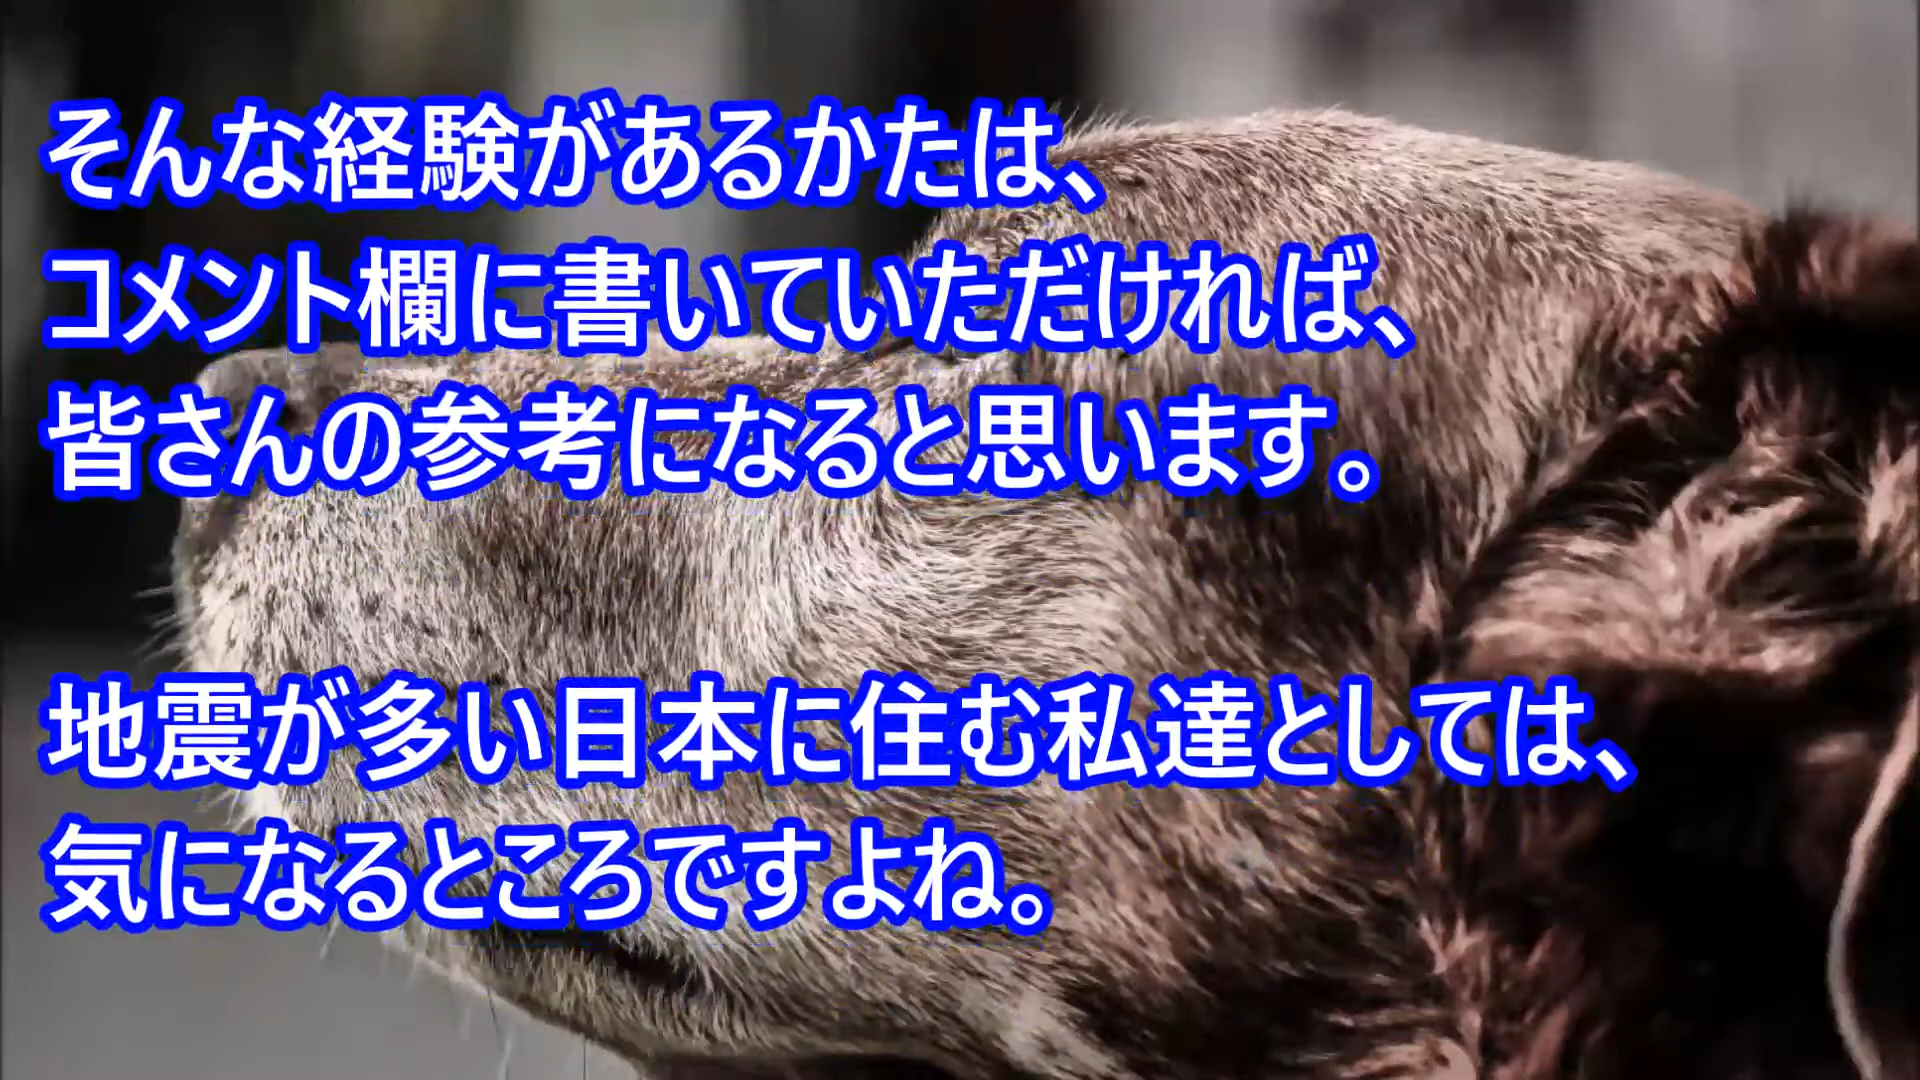 そんな経験があるかたは、
コメント欄に書いていただければ、
皆さんの参考になると思います。
地震が多い日本に住む私達としては、
気になるところですよね。